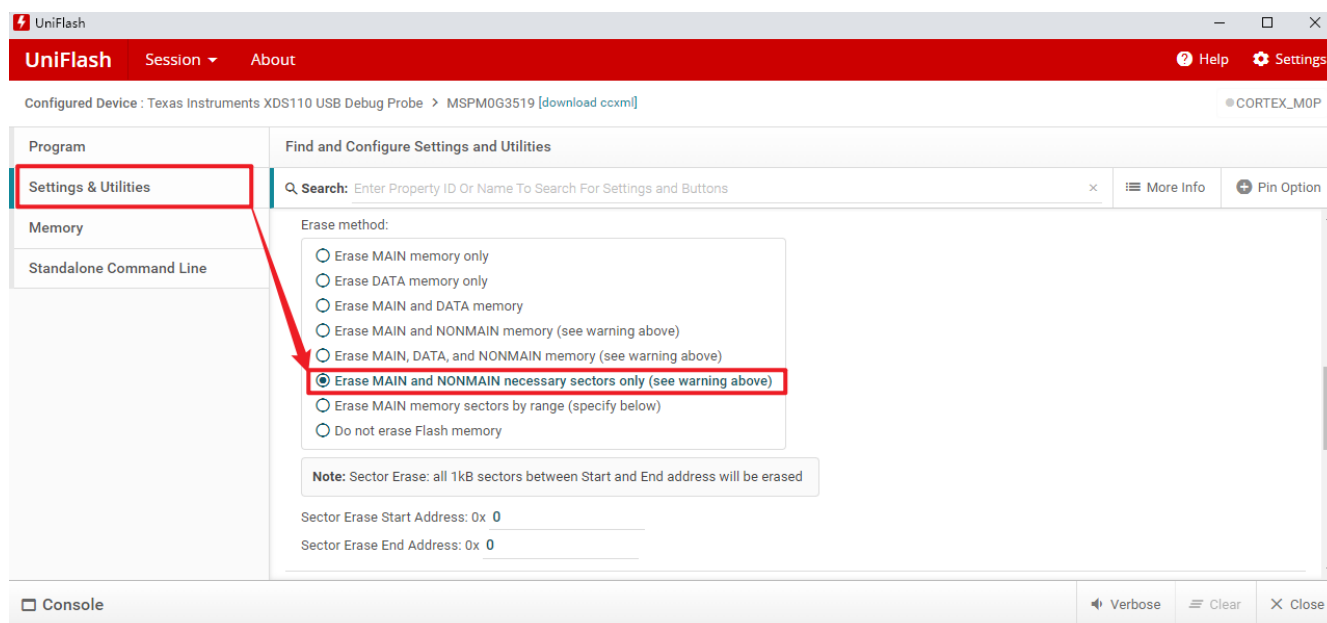 UniFlash
UniFlash Session About Help Settings
Configured Device : Texas Instruments XDS110 USB Debug Probe > MSPM0G3519 [download ccxml] CORTEX_M0P
Program
Find and Configure Settings and Utilities
Settings & Utilities
Search: Enter Property ID Or Name To Search For Settings and Buttons × More Info Pin Option
Memory
Standalone Command Line
Erase method:
Erase MAIN memory only
Erase DATA memory only
Erase MAIN and DATA memory
Erase MAIN and NONMAIN memory (see warning above)
Erase MAIN, DATA, and NONMAIN memory (see warning above)
Erase MAIN and NONMAIN necessary sectors only (see warning above)
Erase MAIN memory sectors by range (specify below)
Do not erase Flash memory
Note: Sector Erase: all 1kB sectors between Start and End address will be erased
Sector Erase Start Address: 0x 0
Sector Erase End Address: 0x 0
Console Verbose Clear Close